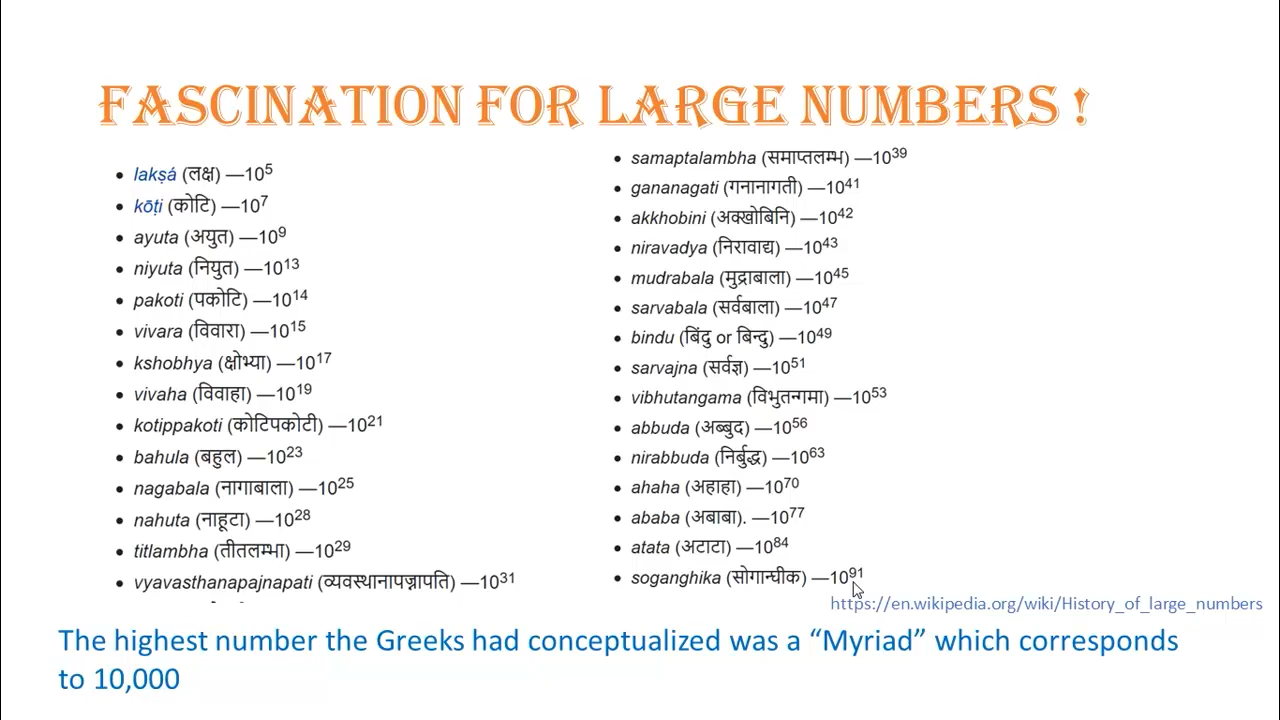 FASCINATION FOR LARGE NUMBERS !
• lakṣá (लक्ष) —10⁵
• kōṭi (कोटि) —10⁷
• ayuta (अयुत) —10⁹
• niyuta (नियुत) —10¹³
• pakoti (पकोटि) —10¹⁴
• vivara (विवारा) —10¹⁵
• kshobhya (क्षोभ्या) —10¹⁷
• vivaha (विवाहा) —10¹⁹
• kotippakoti (कोटिपकोटी) —10²¹
• bahula (बहुल) —10²³
• nagabala (नागाबाला) —10²⁵
• nahuta (नाहूटा) —10²⁸
• titlambha (तीतलम्भा) —10²⁹
• vyavasthanapajnapati (व्यवस्थानापज्नापति) —10³¹
• samaptalambha (समाप्तलम्भ) —10³⁹
• gananagati (गनानागती) —10⁴¹
• akkhobini (अक्खोबिनि) —10⁴²
• niravadya (निरावाद्य) —10⁴³
• mudrabala (मुद्राबाला) —10⁴⁵
• sarvabala (सर्वबाला) —10⁴⁷
• bindu (बिंदु or बिन्दु) —10⁴⁹
• sarvajna (सर्वज्ञ) —10⁵¹
• vibhutangama (विभुतन्गमा) —10⁵³
• abbuda (अब्बुद) —10⁵⁶
• nirabbuda (निर्बुद्ध) —10⁶³
• ahaha (अहाहा) —10⁷⁰
• ababa (अबाबा). —10⁷⁷
• atata (अटाटा) —10⁸⁴
• soganghika (सोगान्घीक) —10⁹¹
https://en.wikipedia.org/wiki/History_of_large_numbers
The highest number the Greeks had conceptualized was a “Myriad” which corresponds
to 10,000